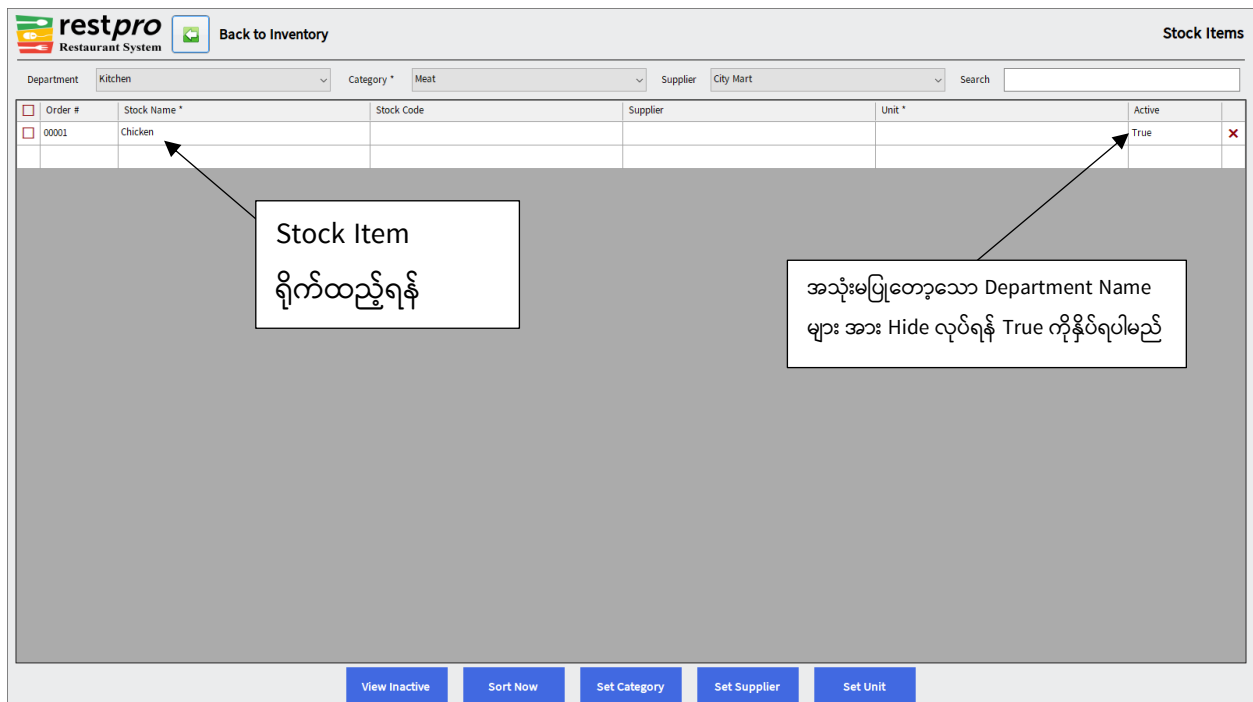 restpro
Restaurant System
Back to Inventory
Stock Items
Department Kitchen Category * Meat Supplier City Mart Search
Order # Stock Name * Stock Code Supplier Unit * Active
00001 Chicken True
Stock Item
ရိုက်ထည့်ရန်
အသုံးမပြုတော့သော Department Name
များ အား Hide လုပ်ရန် True ကိုနှိပ်ရပါမည်
View Inactive Sort Now Set Category Set Supplier Set Unit